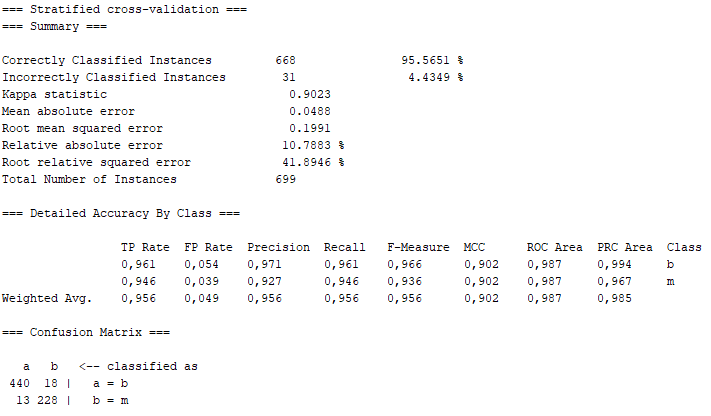 === Stratified cross-validation ===
=== Summary ===
Correctly Classified Instances 668 95.5651 %
Incorrectly Classified Instances 31 4.4349 %
Kappa statistic 0.9023
Mean absolute error 0.0488
Root mean squared error 0.1991
Relative absolute error 10.7883 %
Root relative squared error 41.8946 %
Total Number of Instances 699
=== Detailed Accuracy By Class ===
TP Rate FP Rate Precision Recall F-Measure MCC ROC Area PRC Area Class
0,961 0,054 0,971 0,961 0,966 0,902 0,987 0,994 b
0,946 0,039 0,927 0,946 0,936 0,902 0,987 0,967 m
Weighted Avg. 0,956 0,049 0,956 0,956 0,956 0,902 0,987 0,985
=== Confusion Matrix ===
a b <-- classified as
440 18 | a = b
13 228 | b = m